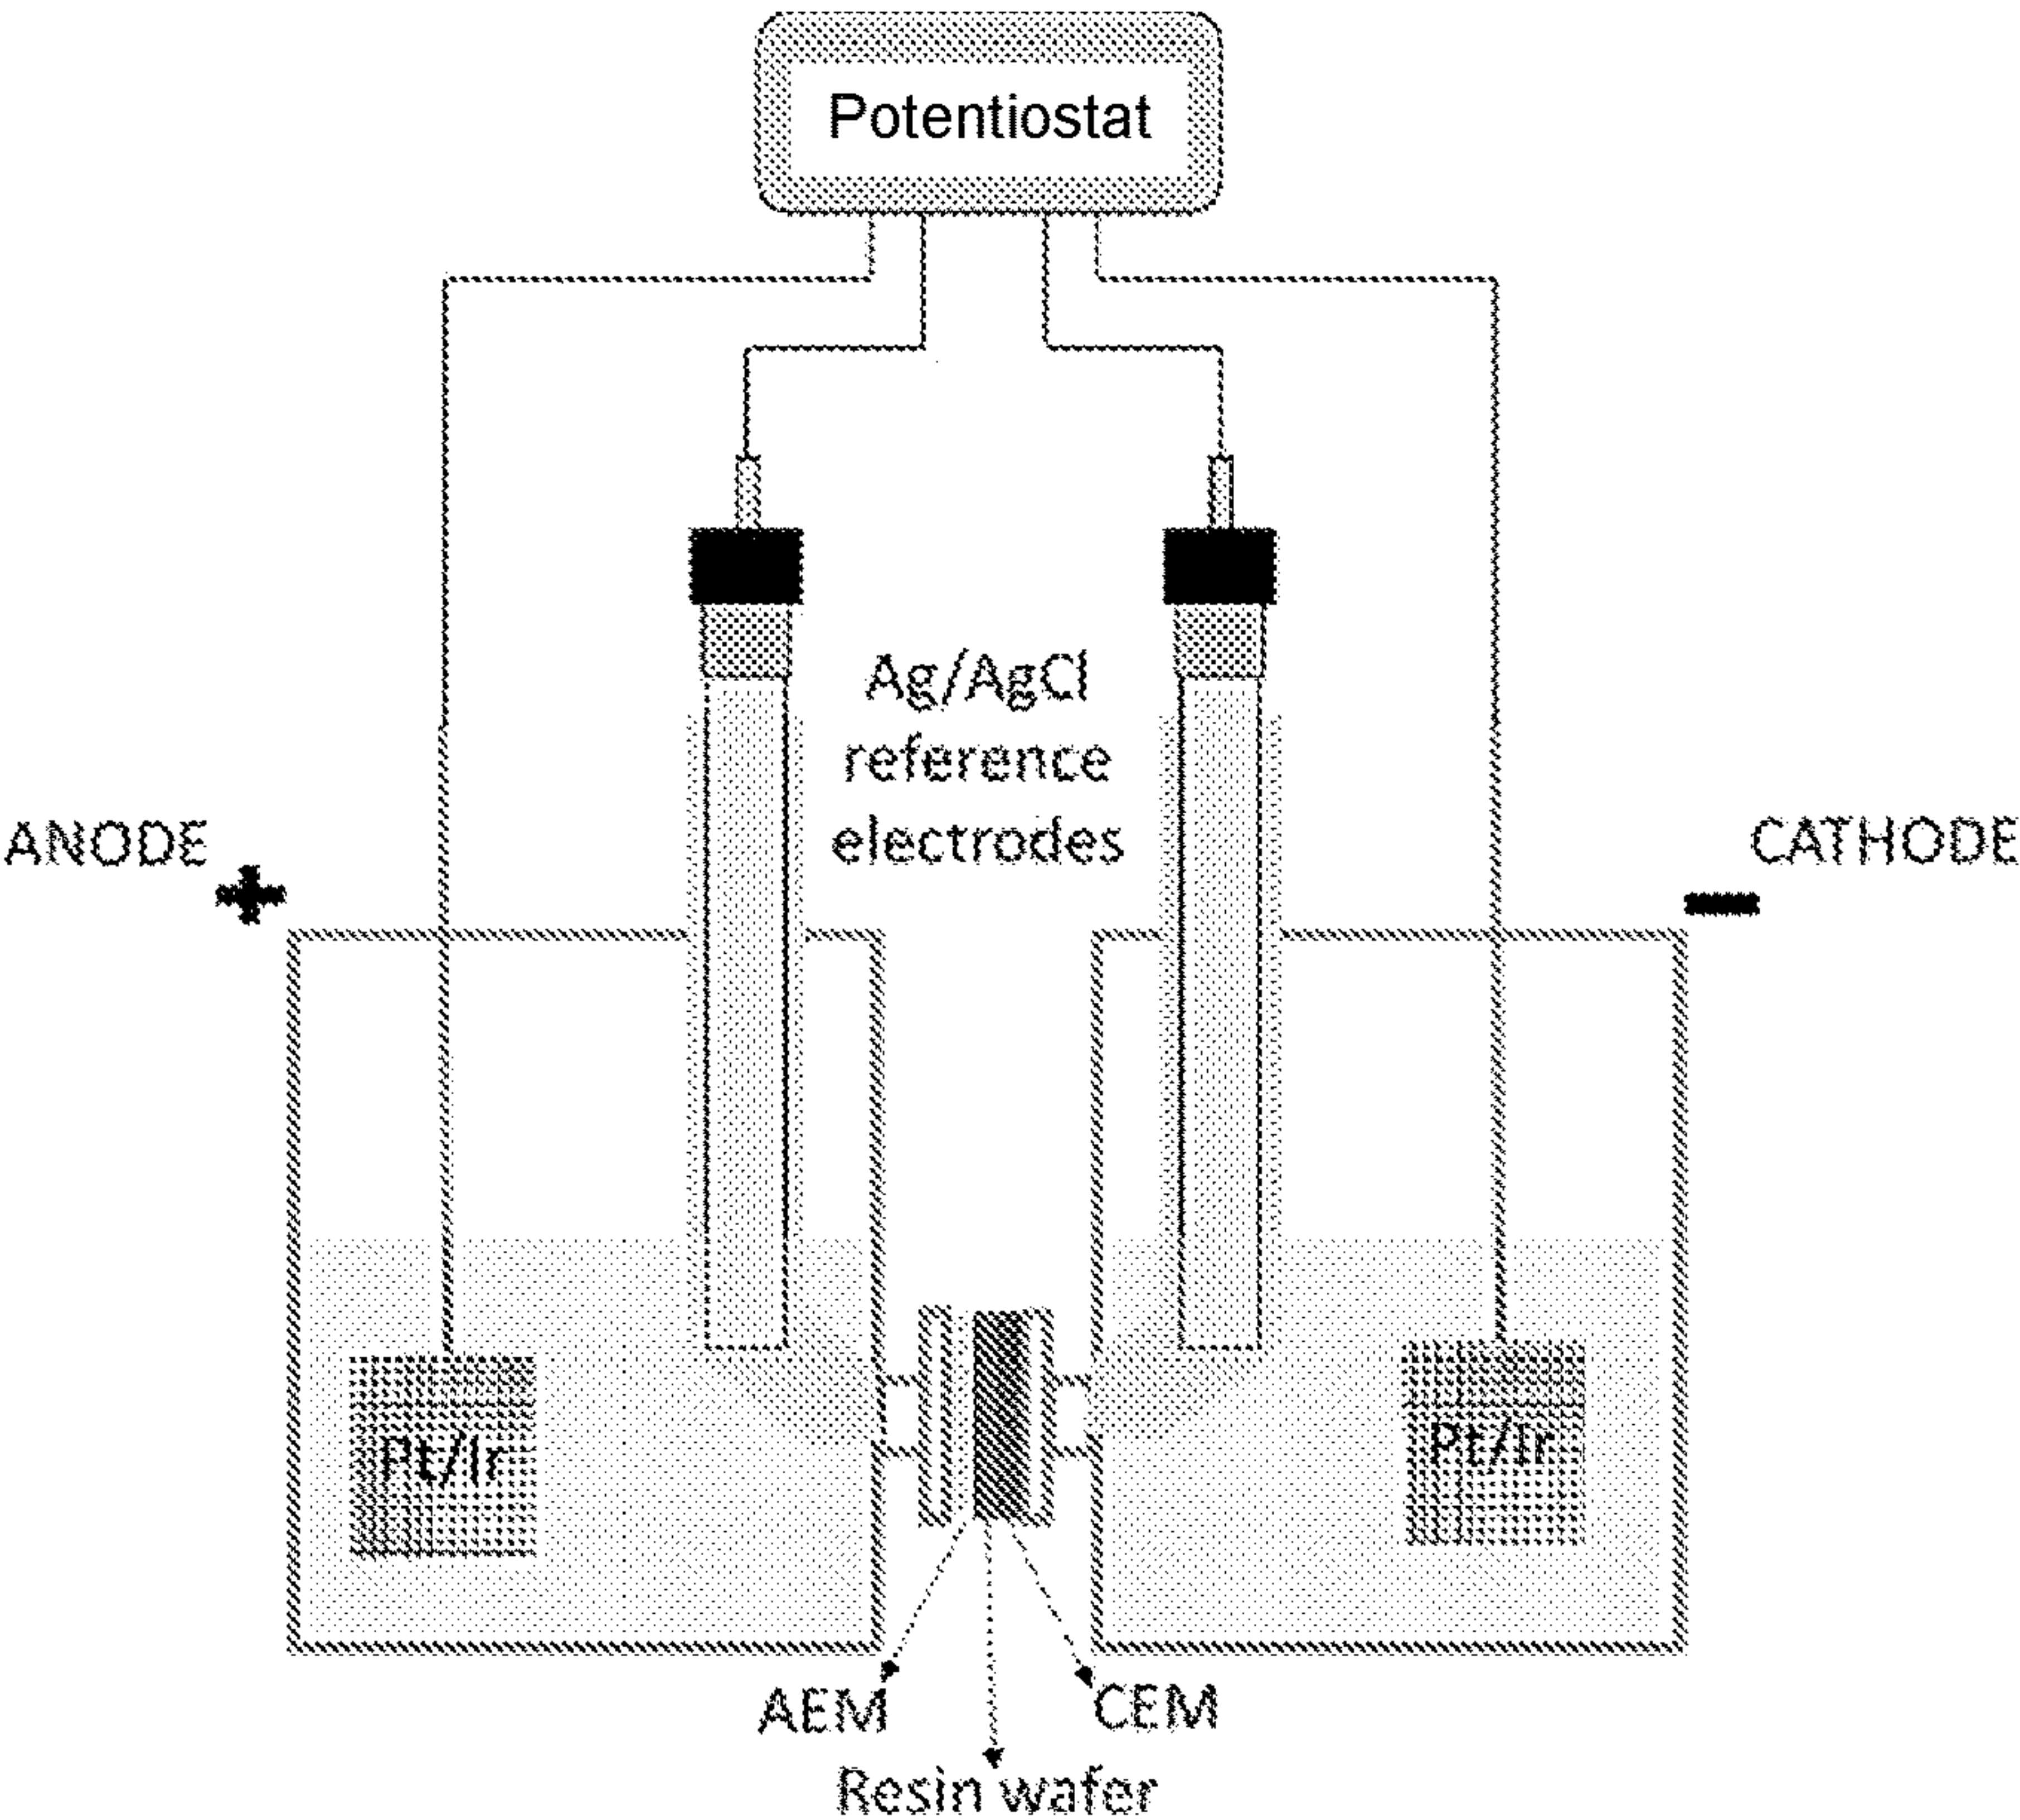 Potentiostat
Ag/AgCl
reference
electrodes
ANODE
+
CATHODE
-
Pt/Ir
Pt/Ir
AEM
CEM
Resin wafer